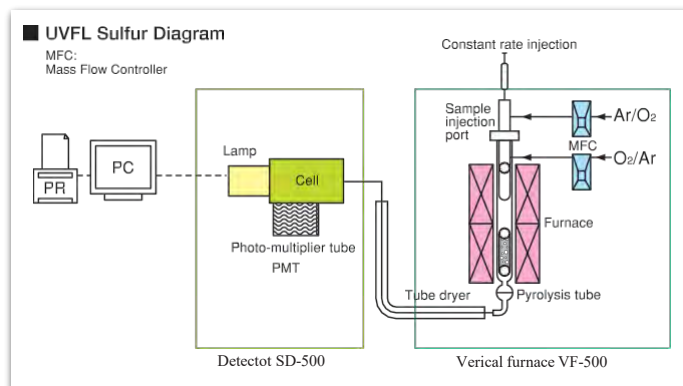 UVFL Sulfur Diagram
MFC:
Mass Flow Controller
Constant rate injection
Sample
injection
port
Ar/O2
MFC
O2/Ar
Lamp
Cell
PC
PR
Furnace
Photo-multiplier tube
PMT
Tube dryer
Pyrolysis tube
Detectot SD-500
Verical furnace VF-500